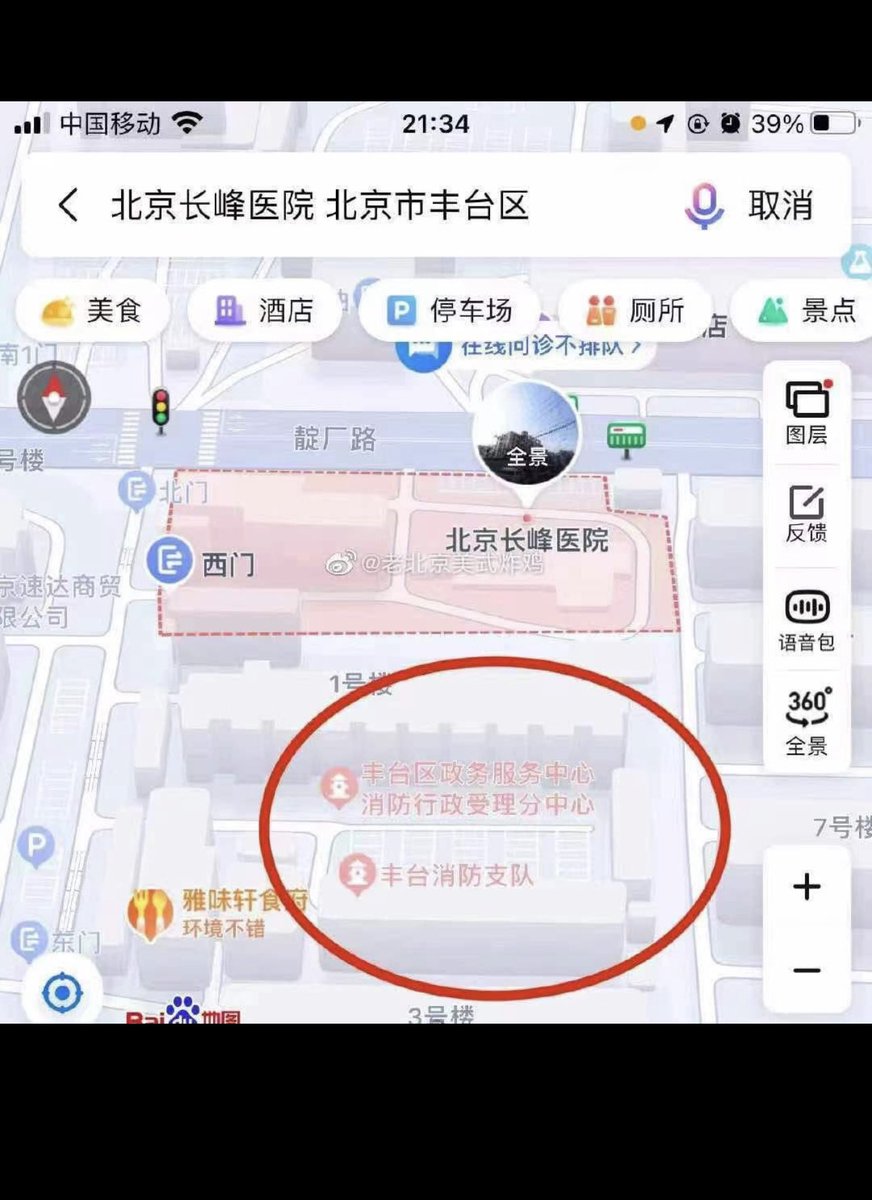 中国移动
21:34
39%
北京长峰医院 北京市丰台区
取消
美食
酒店
P
停车场
厕所
景点
店
在线问诊不排队
南1门
图层
靛厂路
全景
号楼
北门
反馈
北京长峰医院
西门
@老北京美式炸鸡
京速达商贸
限公司
语音包
1号楼
360°
全景
丰台区政务服务中心
消防行政受理分中心
7号楼
P
丰台消防支队
雅味轩食府
环境不错
东门
Bai地图
3号楼